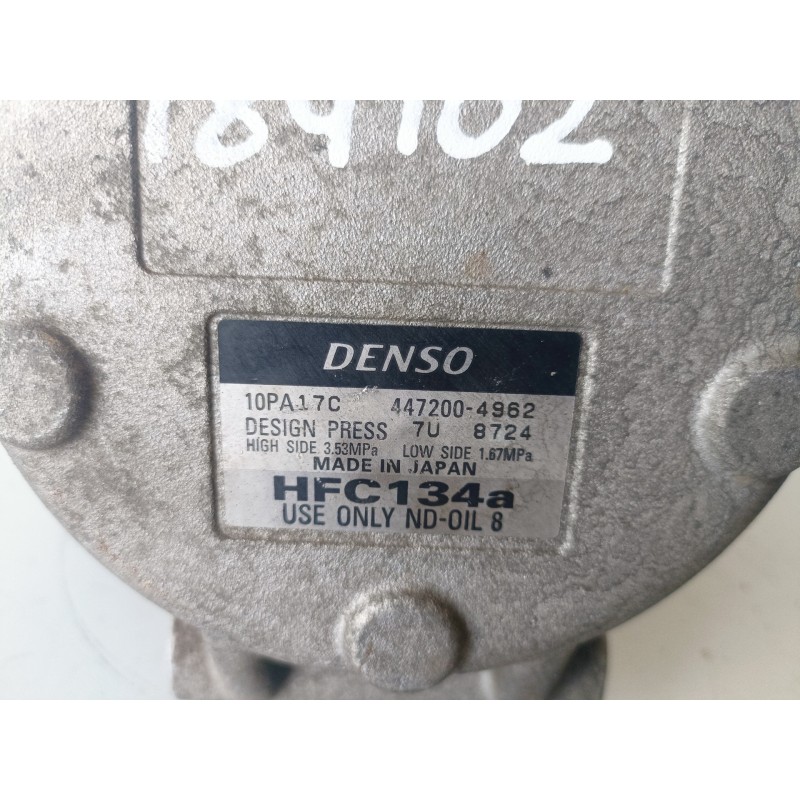 189102
DENSO
10PA17C 447200-4962
DESIGN PRESS 7U 8724
HIGH SIDE 3.53MPa LOW SIDE 1.67MPa
MADE IN JAPAN
HFC134a
USE ONLY ND-OIL 8